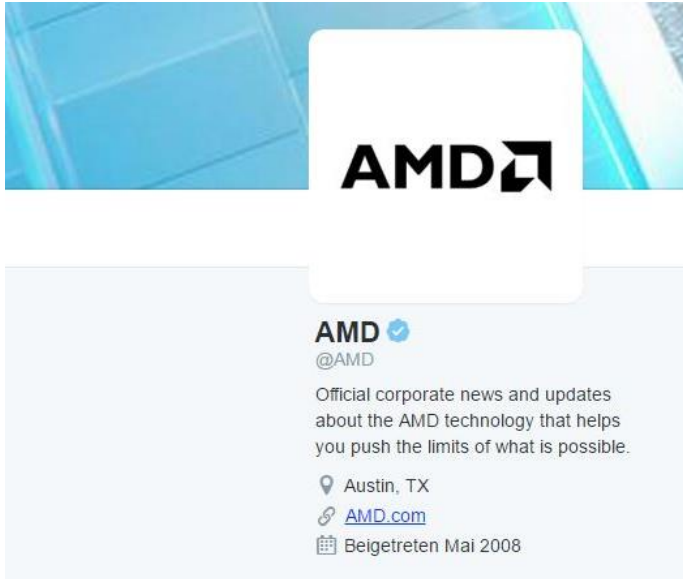 AMD
AMD
@AMD
Official corporate news and updates
about the AMD technology that helps
you push the limits of what is possible.
Austin, TX
AMD.com
Beigetreten Mai 2008